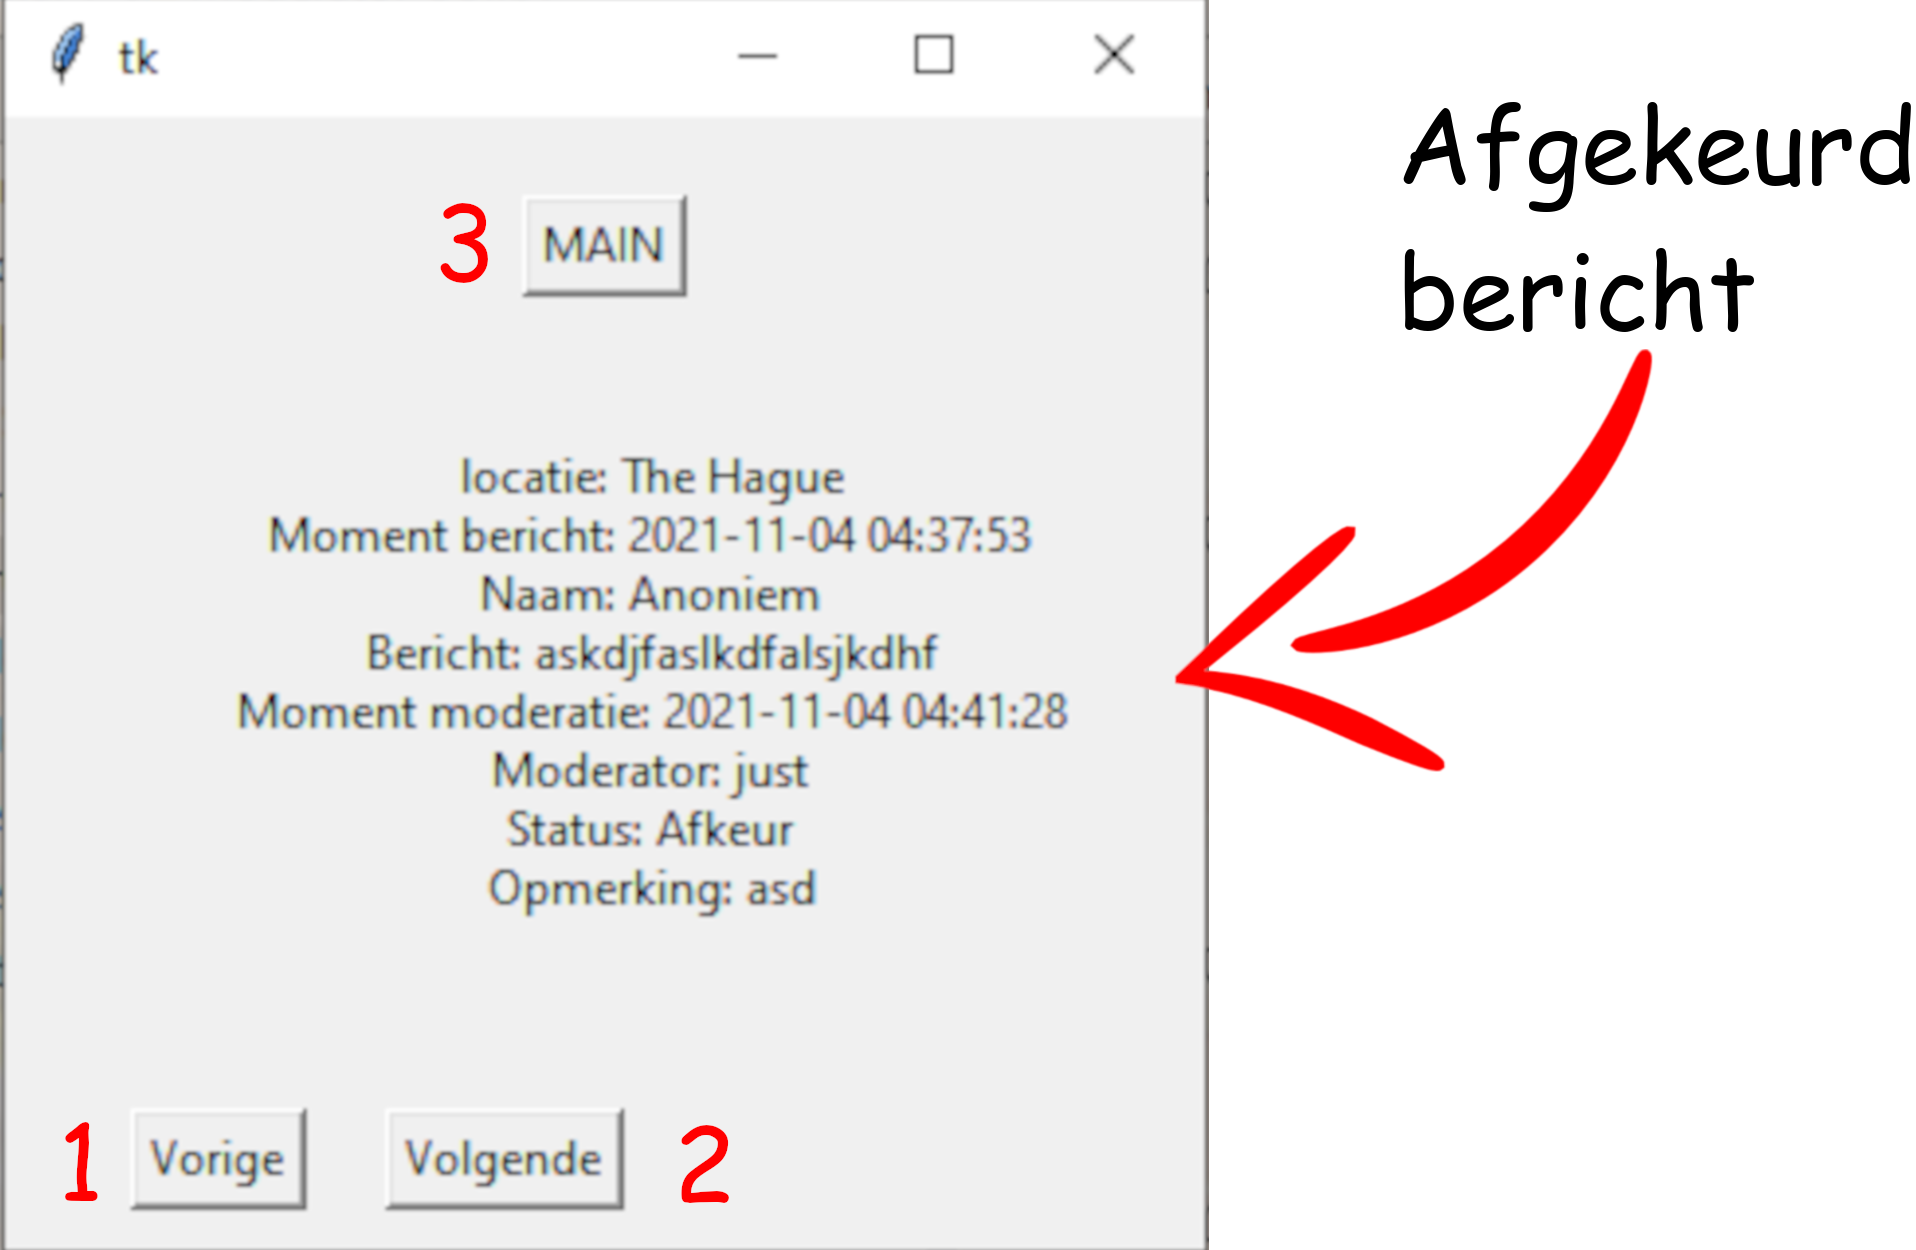 tk
Afgekeurd
bericht
3 MAIN
locatie: The Hague
Moment bericht: 2021-11-04 04:37:53
Naam: Anoniem
Bericht: askdjfaslkdfalsjkdhf
Moment moderatie: 2021-11-04 04:41:28
Moderator: just
Status: Afkeur
Opmerking: asd
1 Vorige Volgende 2